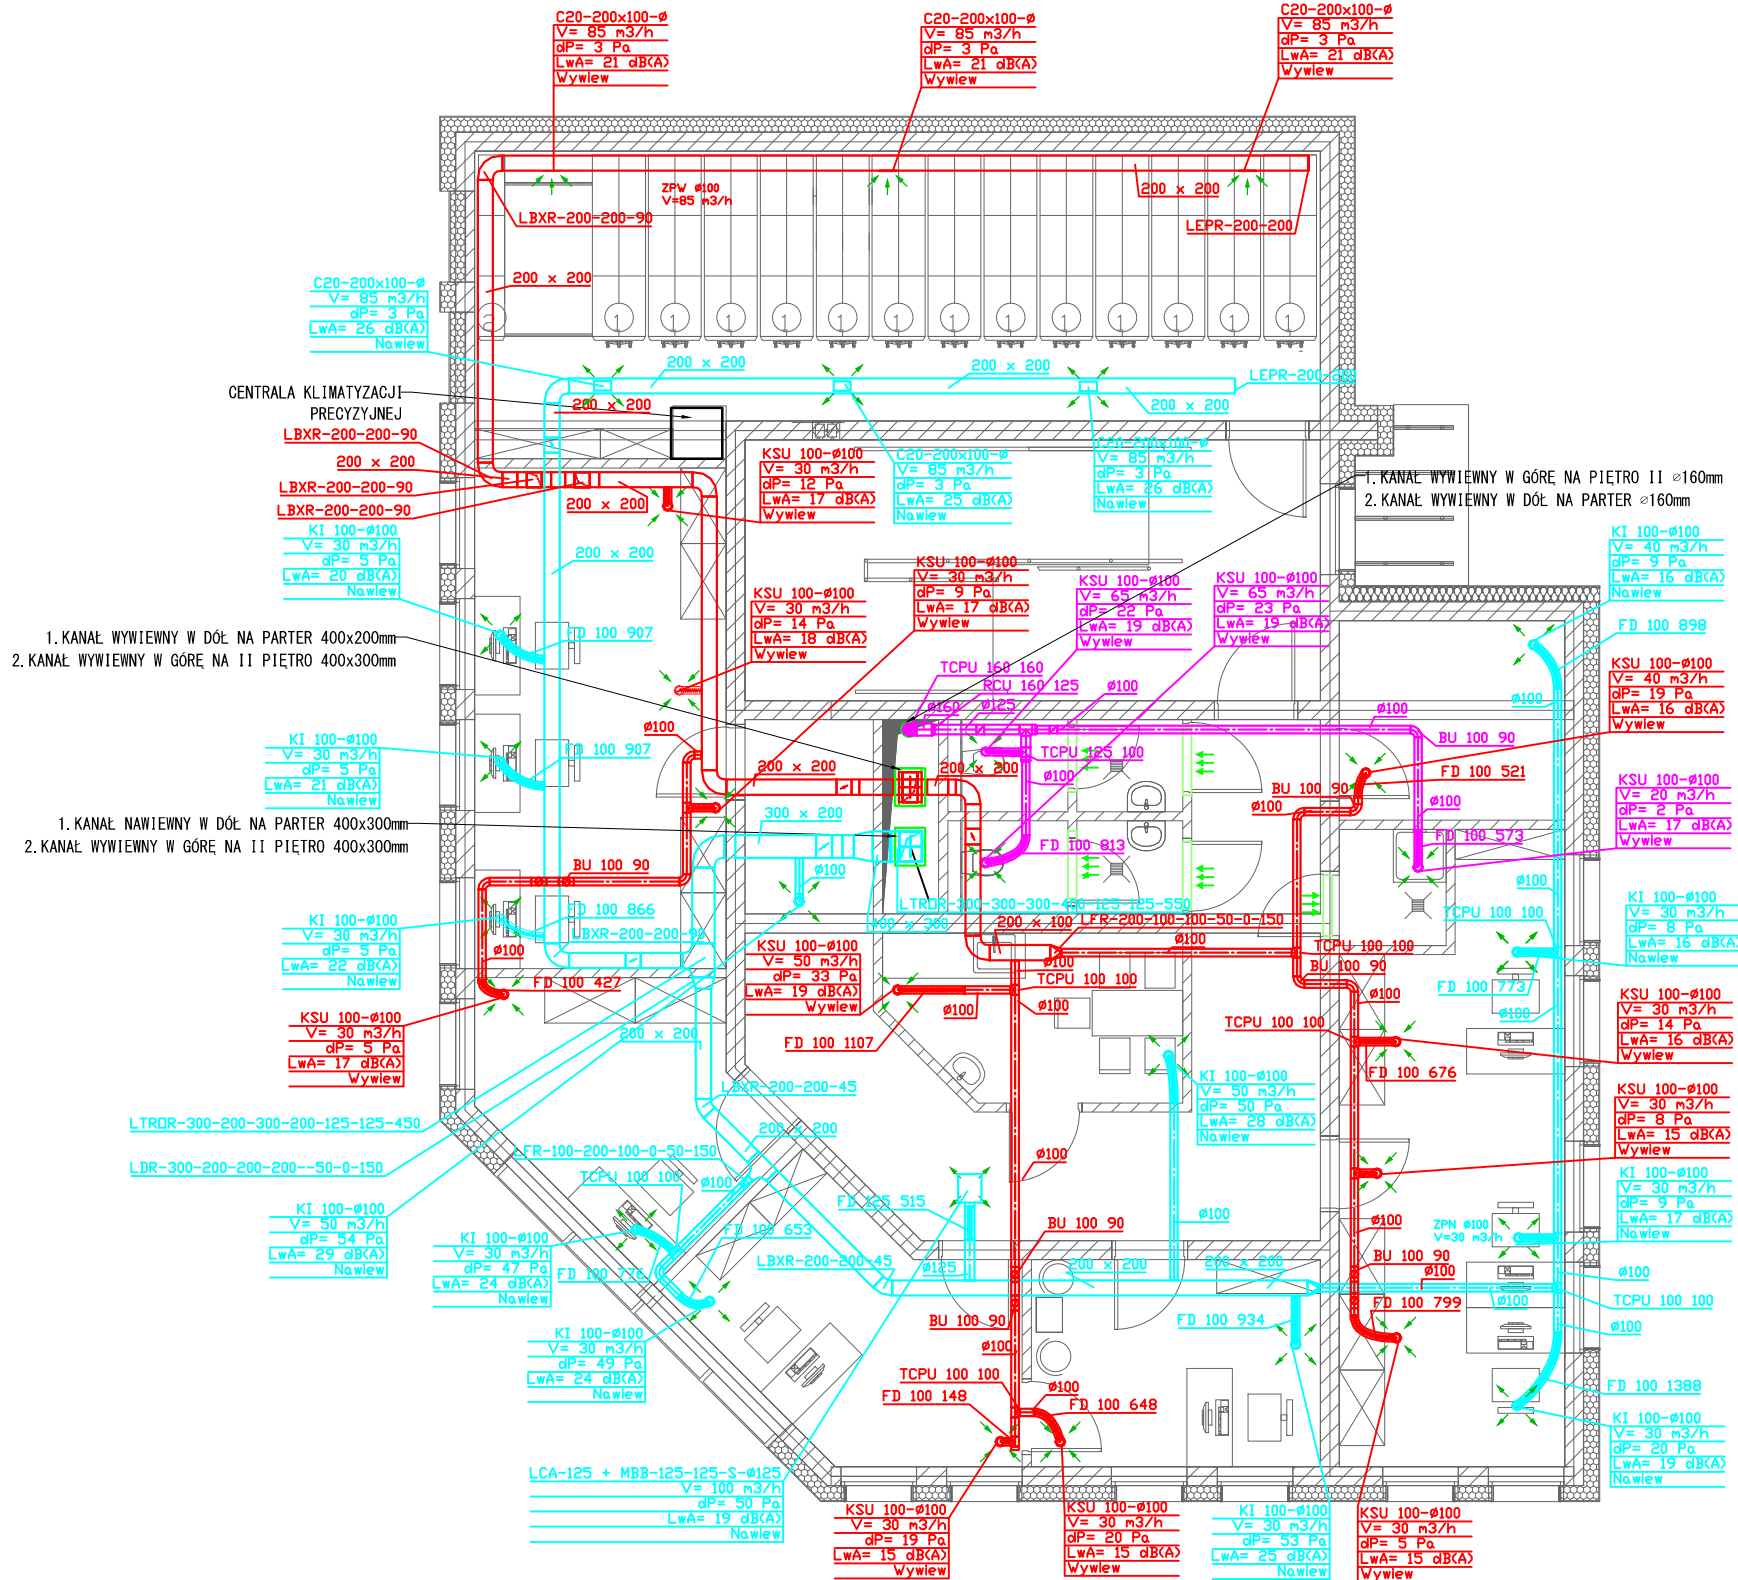 C20-200x100-Ø
V= 85 m3/h
dP= 3 Pa
LwA= 21 dB(A)
Wywiew
C20-200x100-Ø
V= 85 m3/h
dP= 3 Pa
LwA= 21 dB(A)
Wywiew
C20-200x100-Ø
V= 85 m3/h
dP= 3 Pa
LwA= 21 dB(A)
Wywiew
ZPW Ø100
V=85 m3/h
200 x 200
LBXR-200-200-90
LEPR-200-200
200 x 200
C20-200x100-Ø
V= 85 m3/h
dP= 3 Pa
LwA= 26 dB(A)
Nawiew
1
1
1
1
1
1
1
1
1
1
1
1
1
200 x 200
200 x 200
LEPR-200-200
CENTRALA KLIMATYZACJI
PRECYZYJNEJ
200 x 200
200 x 200
LBXR-200-200-90
200 x 200
LBXR-200-200-90
LBXR-200-200-90
200 x 200
KSU 100-Ø100
V= 30 m3/h
dP= 12 Pa
LwA= 17 dB(A)
Wywiew
C20-200x100-Ø
V= 85 m3/h
dP= 3 Pa
LwA= 25 dB(A)
Nawiew
C20-200x100-Ø
V= 85 m3/h
dP= 3 Pa
LwA= 26 dB(A)
Nawiew
1. KANAŁ WYWIEWNY W GÓRĘ NA PIĘTRO II ⌀160mm
2. KANAŁ WYWIEWNY W DÓŁ NA PARTER ⌀160mm
KI 100-Ø100
V= 30 m3/h
dP= 5 Pa
LwA= 20 dB(A)
Nawiew
200 x 200
KSU 100-Ø100
V= 30 m3/h
dP= 14 Pa
LwA= 18 dB(A)
Wywiew
KSU 100-Ø100
V= 30 m3/h
dP= 9 Pa
LwA= 17 dB(A)
Wywiew
KSU 100-Ø100
V= 65 m3/h
dP= 22 Pa
LwA= 19 dB(A)
Wywiew
KSU 100-Ø100
V= 65 m3/h
dP= 23 Pa
LwA= 19 dB(A)
Wywiew
KI 100-Ø100
V= 40 m3/h
dP= 9 Pa
LwA= 16 dB(A)
Nawiew
FD 100 898
1. KANAŁ WYWIEWNY W DÓŁ NA PARTER 400x200mm
2. KANAŁ WYWIEWNY W GÓRĘ NA II PIĘTRO 400x300mm
FD 100 907
TCPU 160 160
RCU 160 125
Ø100
Ø160
Ø125
Ø100
Ø100
KSU 100-Ø100
V= 40 m3/h
dP= 19 Pa
LwA= 16 dB(A)
Wywiew
KI 100-Ø100
V= 30 m3/h
dP= 5 Pa
LwA= 21 dB(A)
Nawiew
FD 100 907
Ø100
200 x 200
200 x 200
TCPU 125 100
Ø100
BU 100 90
FD 100 521
BU 100 90
Ø100
Ø100
KSU 100-Ø100
V= 20 m3/h
dP= 2 Pa
LwA= 17 dB(A)
Wywiew
1. KANAŁ NAWIEWNY W DÓŁ NA PARTER 400x300mm
2. KANAŁ WYWIEWNY W GÓRĘ NA II PIĘTRO 400x300mm
300 x 200
FD 100 813
FD 100 573
BU 100 90
Ø100
Ø100
LTRDR-300-300-300-400-125-125-550
400 x 300
200 x 100
LFR-200-100-100-50-0-150
KI 100-Ø100
V= 30 m3/h
dP= 5 Pa
LwA= 22 dB(A)
Nawiew
FD 100 866
LBXR-200-200-90
Ø100
FD 100 427
KSU 100-Ø100
V= 50 m3/h
dP= 33 Pa
LwA= 19 dB(A)
Wywiew
Ø100
Ø100
TCPU 100 100
Ø100
Ø100
TCPU 100 100
BU 100 90
TCPU 100 100
KI 100-Ø100
V= 30 m3/h
dP= 8 Pa
LwA= 16 dB(A)
Nawiew
FD 100 773
Ø100
Ø100
KSU 100-Ø100
V= 30 m3/h
dP= 5 Pa
LwA= 17 dB(A)
Wywiew
200 x 200
FD 100 1107
TCPU 100 100
FD 100 676
KSU 100-Ø100
V= 30 m3/h
dP= 14 Pa
LwA= 16 dB(A)
Wywiew
LBXR-200-200-45
KI 100-Ø100
V= 50 m3/h
dP= 50 Pa
LwA= 28 dB(A)
Nawiew
KSU 100-Ø100
V= 30 m3/h
dP= 8 Pa
LwA= 15 dB(A)
Wywiew
LTRDR-300-200-300-200-125-125-450
200 x 200
LFR-100-200-100-0-50-150
LDR-300-200-200-200--50-0-150
TCPU 100 100
Ø100
Ø100
KI 100-Ø100
V= 50 m3/h
dP= 54 Pa
LwA= 29 dB(A)
Nawiew
FD 125 515
FD 100 653
BU 100 90
Ø100
Ø100
ZPN Ø100
V=30 m3/h
KI 100-Ø100
V= 30 m3/h
dP= 9 Pa
LwA= 17 dB(A)
Nawiew
KI 100-Ø100
V= 30 m3/h
dP= 47 Pa
LwA= 24 dB(A)
Nawiew
FD 100 776
LBXR-200-200-45
Ø125
200 x 200
200 x 200
BU 100 90
Ø100
Ø100
Ø100
TCPU 100 100
FD 100 799
Ø100
BU 100 90
FD 100 934
KI 100-Ø100
V= 30 m3/h
dP= 49 Pa
LwA= 24 dB(A)
Nawiew
Ø100
TCPU 100 100
Ø100
FD 100 148
FD 100 648
FD 100 1388
KI 100-Ø100
V= 30 m3/h
dP= 20 Pa
LwA= 19 dB(A)
Nawiew
LCA-125 + MBB-125-125-S-Ø125
V= 100 m3/h
dP= 50 Pa
LwA= 19 dB(A)
Nawiew
KSU 100-Ø100
V= 30 m3/h
dP= 19 Pa
LwA= 15 dB(A)
Wywiew
KSU 100-Ø100
V= 30 m3/h
dP= 20 Pa
LwA= 15 dB(A)
Wywiew
KI 100-Ø100
V= 30 m3/h
dP= 53 Pa
LwA= 25 dB(A)
Nawiew
KSU 100-Ø100
V= 30 m3/h
dP= 5 Pa
LwA= 15 dB(A)
Wywiew